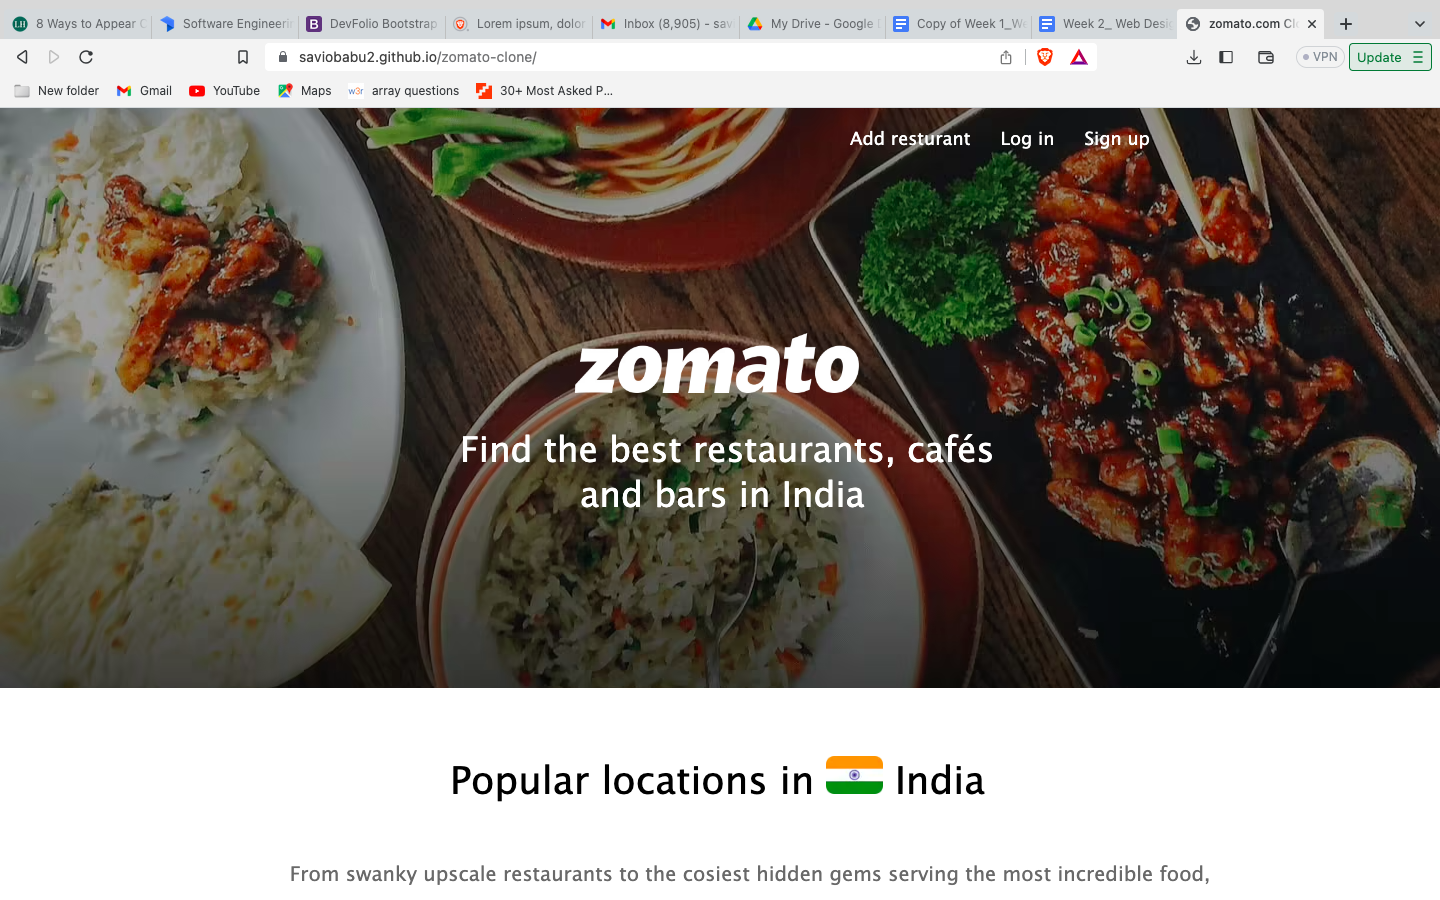 8 Ways to Appear
Software Engineerin
DevFolio Bootstrap
Lorem ipsum, dolor
Inbox (8,905) - savi
My Drive - Google
Copy of Week 1_We
Week 2_ Web Desig
zomato.com Cl
saviobabu2.github.io/zomato-clone/
VPN
Update
New folder
Gmail
YouTube
Maps
w3r
array questions
30+ Most Asked P...
Add resturant
Log in
Sign up
zomato
Find the best restaurants, cafés
and bars in India
Popular locations in India
From swanky upscale restaurants to the cosiest hidden gems serving the most incredible food,